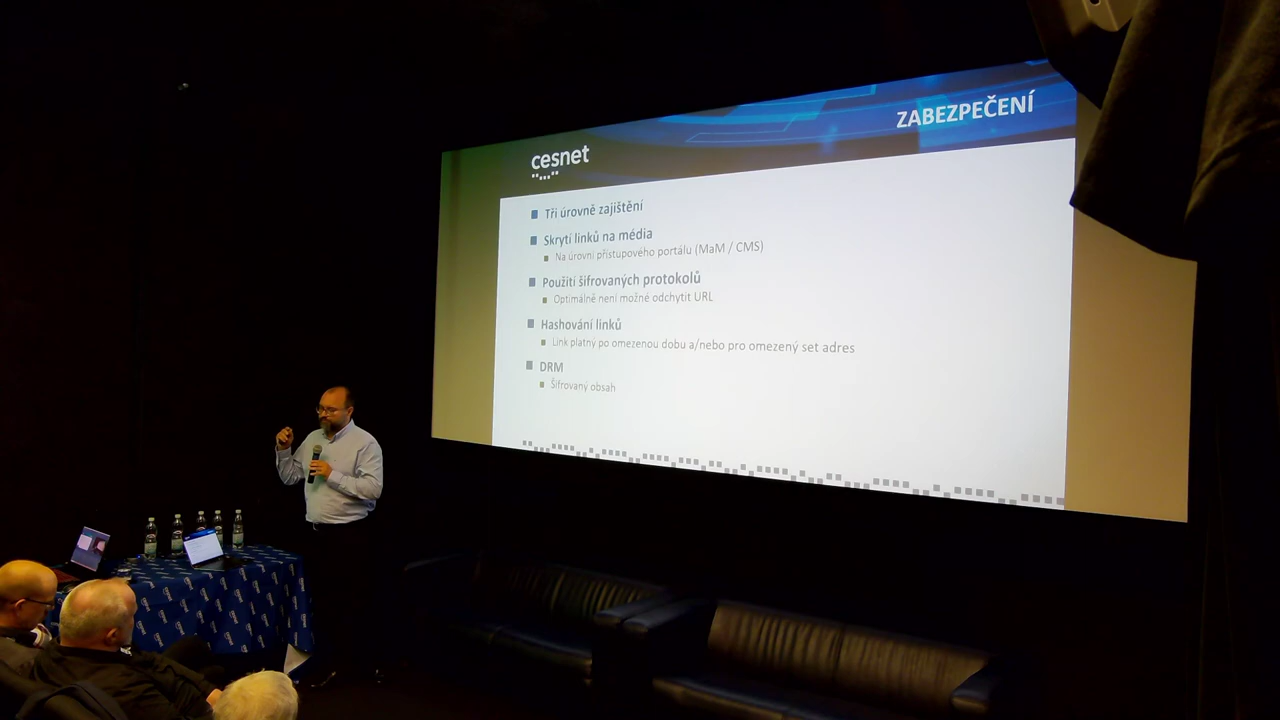 ZABEZPEČENÍ
cesnet
Tři úrovně zajištění
Skrytí linků na média
Na úrovni přístupového portálu (MaM / CMS)
Použití šifrovaných protokolů
Optimálně není možné odchytit URL
Hashování linků
Link platný po omezenou dobu a/nebo pro omezený set adres
DRM
Šifrovaný obsah